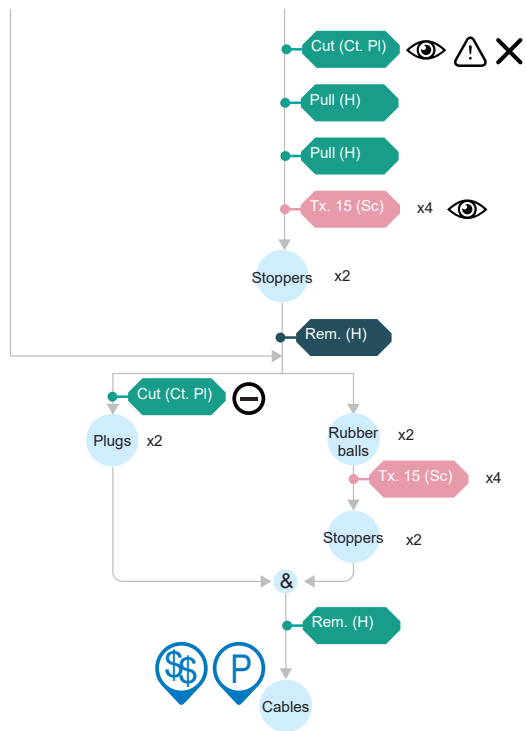 Cut (Ct. Pl)
Pull (H)
Pull (H)
Tx. 15 (Sc) x4
Stoppers x2
Rem. (H)
Cut (Ct. Pl)
Plugs x2
Rubber
balls x2
Tx. 15 (Sc) x4
Stoppers x2
&
Rem. (H)
$$ P
Cables